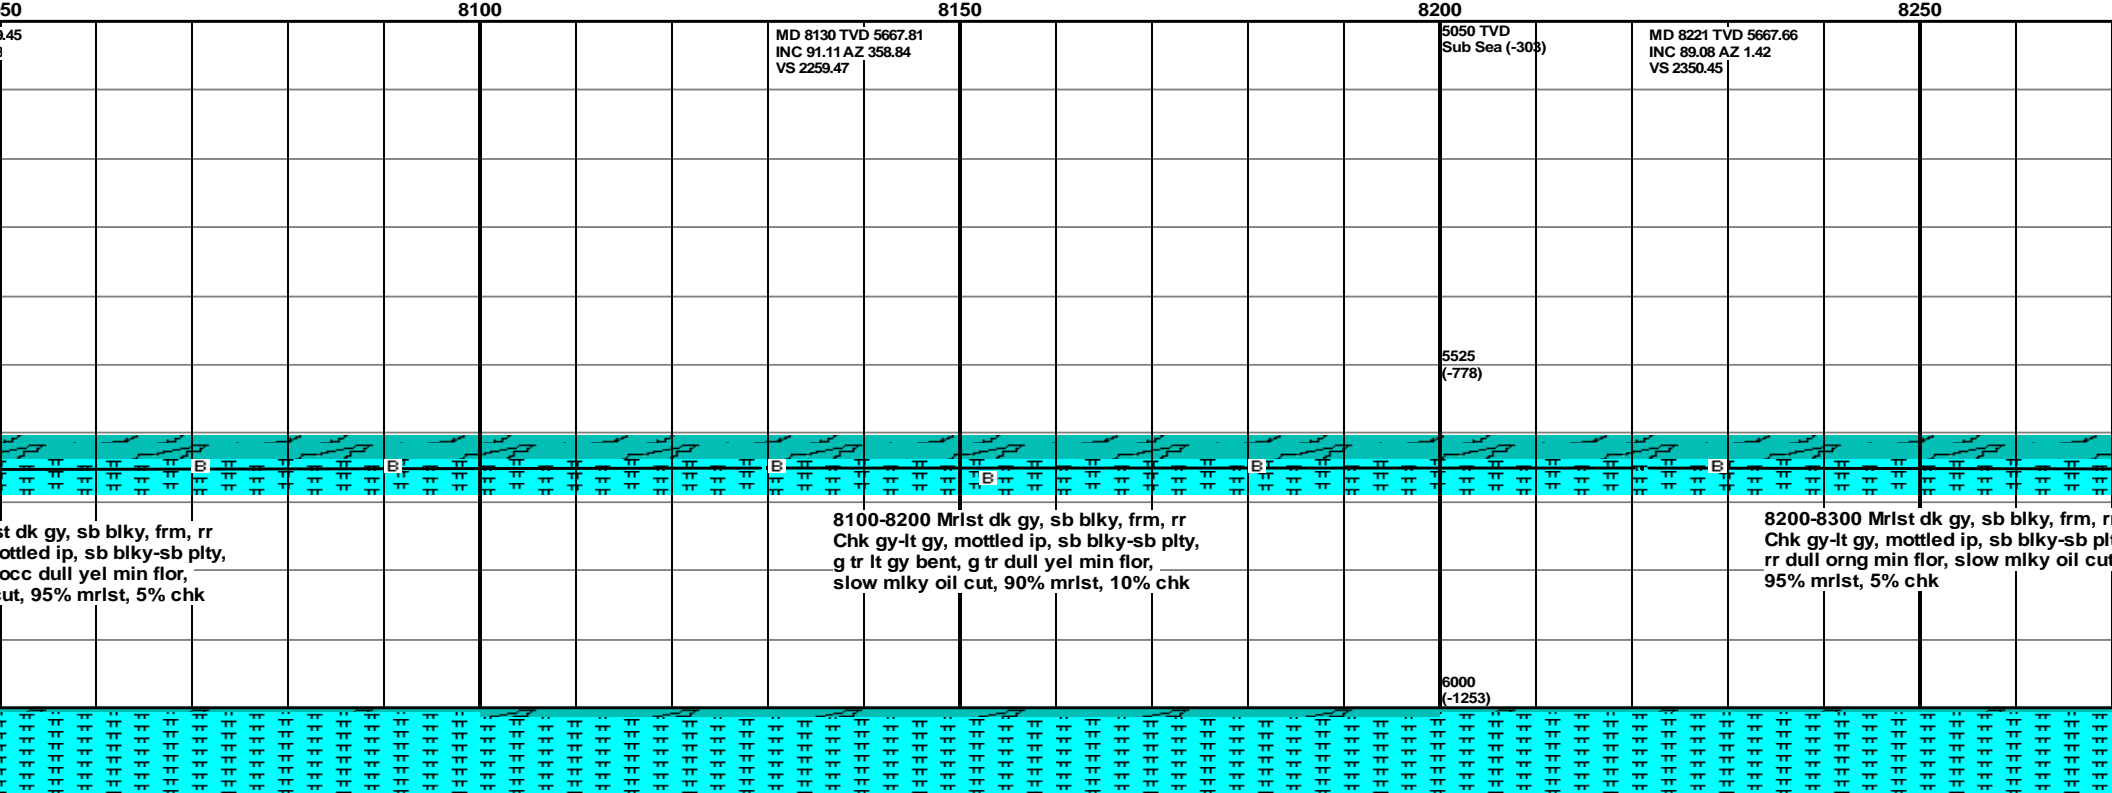 50 8100 8150 8200 8250
9.45
MD 8130 TVD 5667.81
INC 91.11 AZ 358.84
VS 2259.47
5050 TVD
Sub Sea (-303)
MD 8221 TVD 5667.66
INC 89.08 AZ 1.42
VS 2350.45
5525
(-778)
B B B B B B
st dk gy, sb blky, frm, rr
ottled ip, sb blky-sb plty,
occ dull yel min flor,
cut, 95% mrlst, 5% chk
8100-8200 Mrlst dk gy, sb blky, frm, rr
Chk gy-lt gy, mottled ip, sb blky-sb plty,
g tr lt gy bent, g tr dull yel min flor,
slow mlky oil cut, 90% mrlst, 10% chk
8200-8300 Mrlst dk gy, sb blky, frm, r
Chk gy-lt gy, mottled ip, sb blky-sb plt
rr dull orng min flor, slow mlky oil cut
95% mrlst, 5% chk
6000
(-1253)